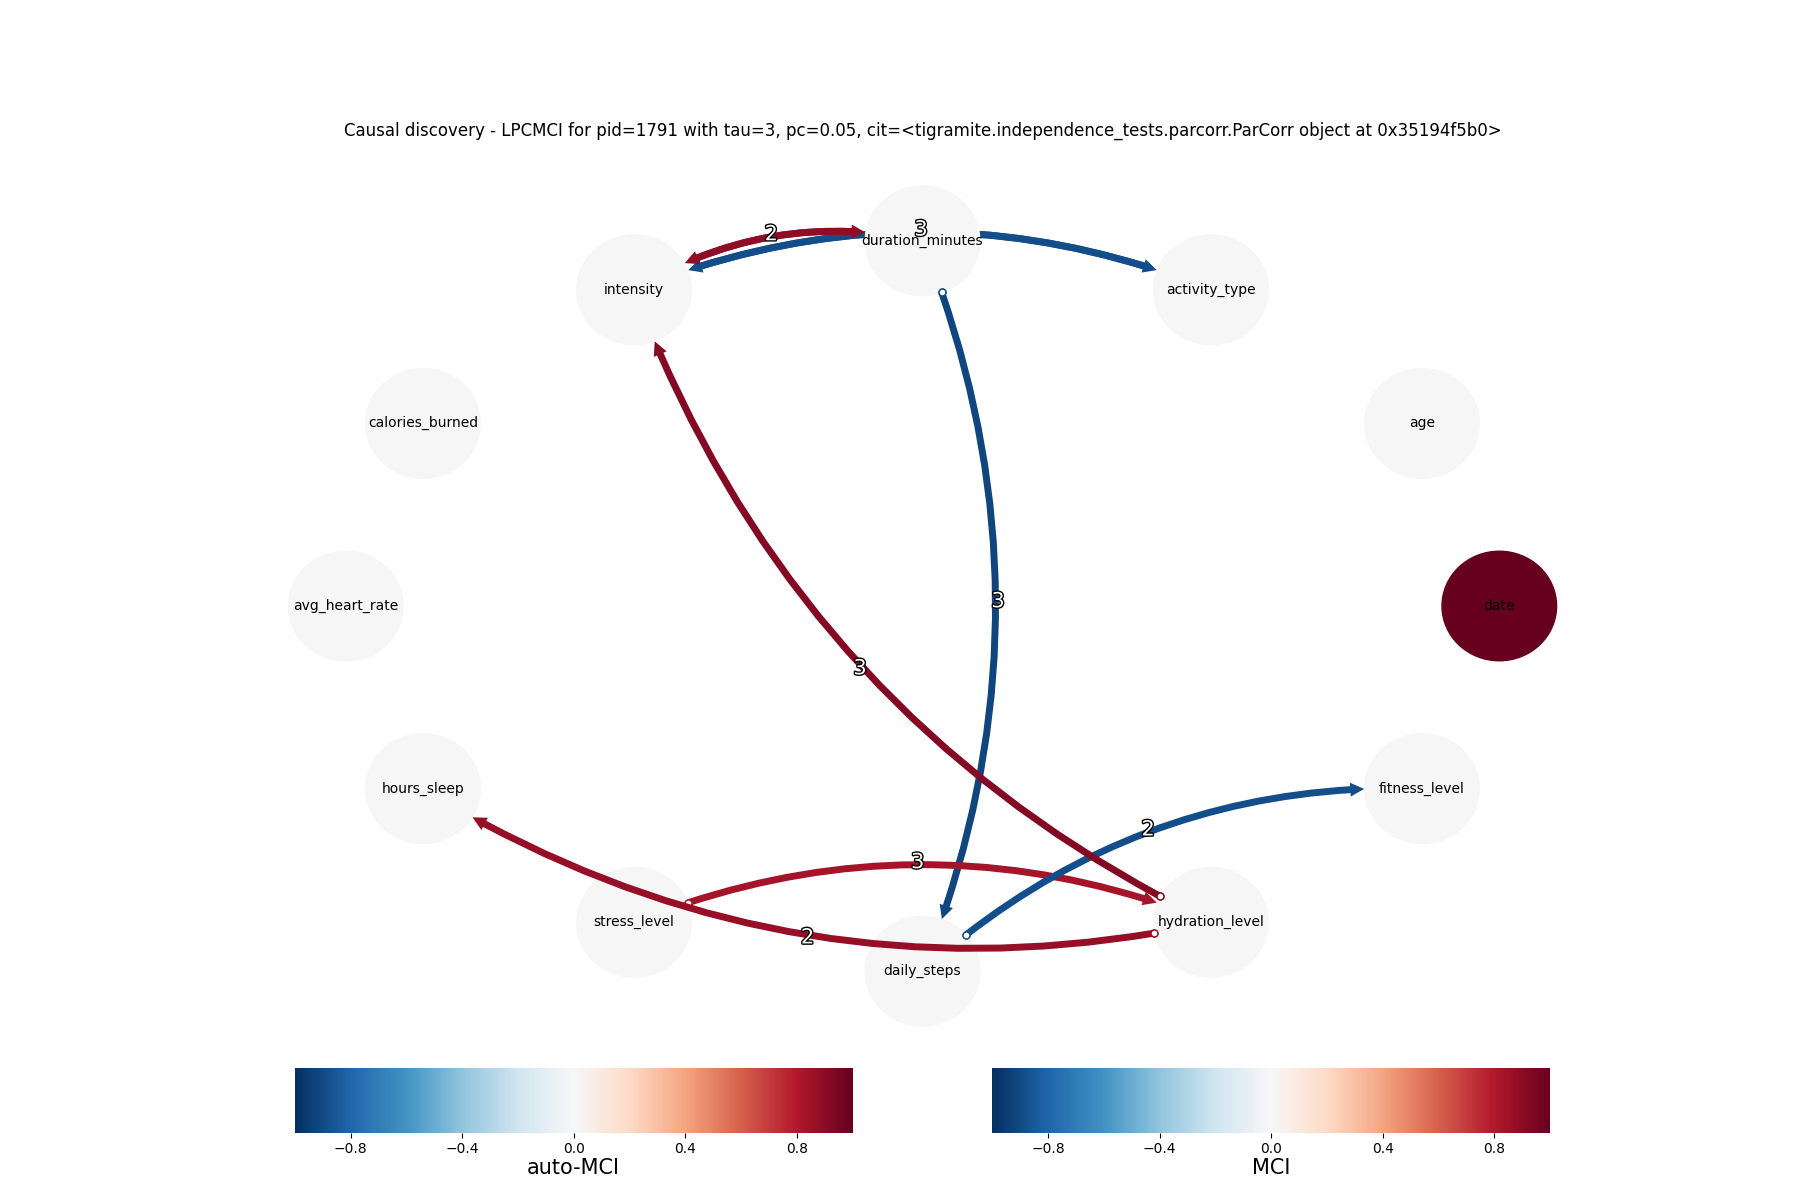 Causal discovery - LPCMCI for pid=1791 with tau=3, pc=0.05, cit=<tigramite.independence_tests.parcorr.ParCorr object at 0x35194f5b0>
3
2
duration_minutes
intensity
activity_type
calories_burned
age
avg_heart_rate
3
date
3
hours_sleep
fitness_level
2
3
stress_level
hydration_level
2
daily_steps
−0.8 −0.4 0.0 0.4 0.8
auto-MCI
−0.8 −0.4 0.0 0.4 0.8
MCI